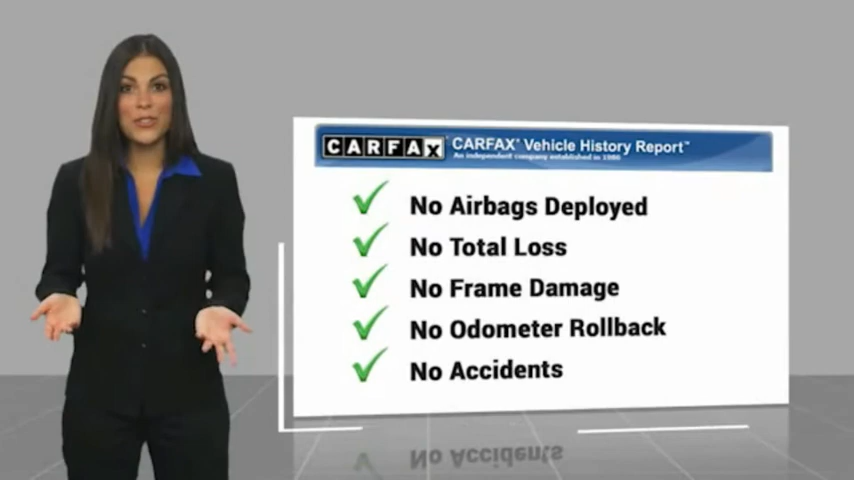 CARFAX CARFAX® Vehicle History Report™
An independent company established in 1986
No Airbags Deployed
No Total Loss
No Frame Damage
No Odometer Rollback
No Accidents
No Accidents